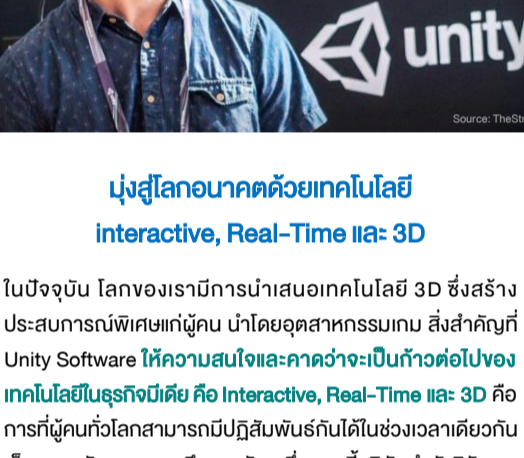 unity
Source: TheStr
มุ่งสู่โลกอนาคตด้วยเทคโนโลยี
interactive, Real-Time และ 3D
ในปัจจุบัน โลกของเรามีการนำเสนอเทคโนโลยี 3D ซึ่งสร้าง
ประสบการณ์พิเศษแก่ผู้คน นำโดยอุตสาหกรรมเกม สิ่งสำคัญที่
Unity Software ให้ความสนใจและคาดว่าจะเป็นก้าวต่อไปของ
เทคโนโลยีในธุรกิจมีเดีย คือ Interactive, Real-Time และ 3D คือ
การที่ผู้คนทั่วโลกสามารถมีปฏิสัมพันธ์กันได้ในช่วงเวลาเดียวกัน